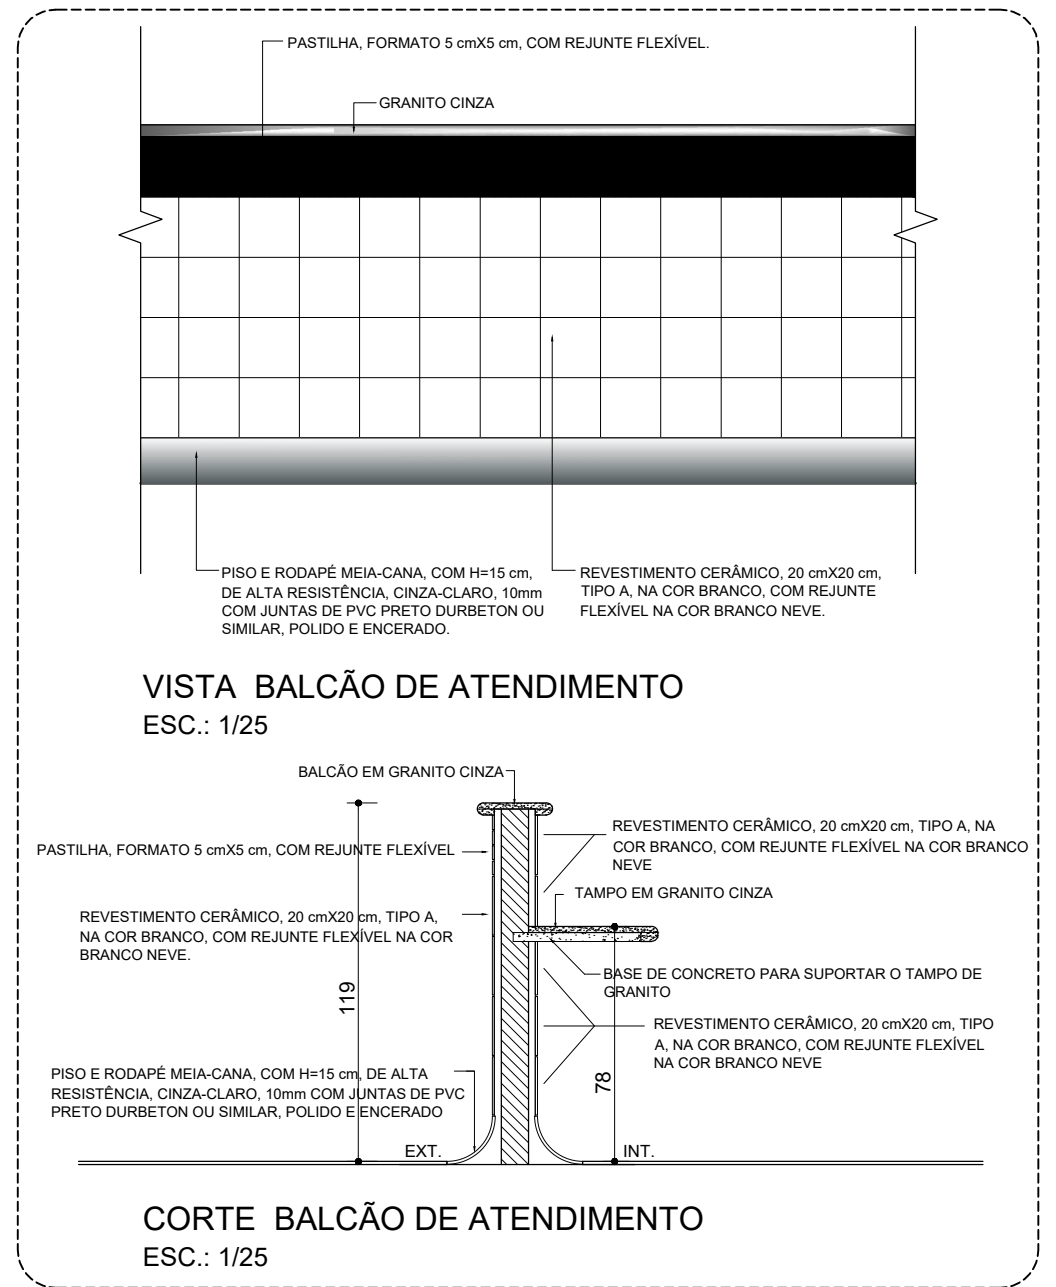 PASTILHA, FORMATO 5 cmX5 cm, COM REJUNTE FLEXÍVEL.
GRANITO CINZA
PISO E RODAPÉ MEIA-CANA, COM H=15 cm,
DE ALTA RESISTÊNCIA, CINZA-CLARO, 10mm
COM JUNTAS DE PVC PRETO DURBETON OU
SIMILAR, POLIDO E ENCERADO.
REVESTIMENTO CERÂMICO, 20 cmX20 cm,
TIPO A, NA COR BRANCO, COM REJUNTE
FLEXÍVEL NA COR BRANCO NEVE.
VISTA BALCÃO DE ATENDIMENTO
ESC.: 1/25
BALCÃO EM GRANITO CINZA
PASTILHA, FORMATO 5 cmX5 cm, COM REJUNTE FLEXÍVEL
REVESTIMENTO CERÂMICO, 20 cmX20 cm, TIPO A, NA
COR BRANCO, COM REJUNTE FLEXÍVEL NA COR BRANCO
NEVE
TAMPO EM GRANITO CINZA
REVESTIMENTO CERÂMICO, 20 cmX20 cm, TIPO A,
NA COR BRANCO, COM REJUNTE FLEXÍVEL NA COR
BRANCO NEVE.
BASE DE CONCRETO PARA SUPORTAR O TAMPO DE
GRANITO
119
REVESTIMENTO CERÂMICO, 20 cmX20 cm, TIPO
A, NA COR BRANCO, COM REJUNTE FLEXÍVEL
NA COR BRANCO NEVE
78
PISO E RODAPÉ MEIA-CANA, COM H=15 cm, DE ALTA
RESISTÊNCIA, CINZA-CLARO, 10mm COM JUNTAS DE PVC
PRETO DURBETON OU SIMILAR, POLIDO E ENCERADO
EXT.
INT.
CORTE BALCÃO DE ATENDIMENTO
ESC.: 1/25